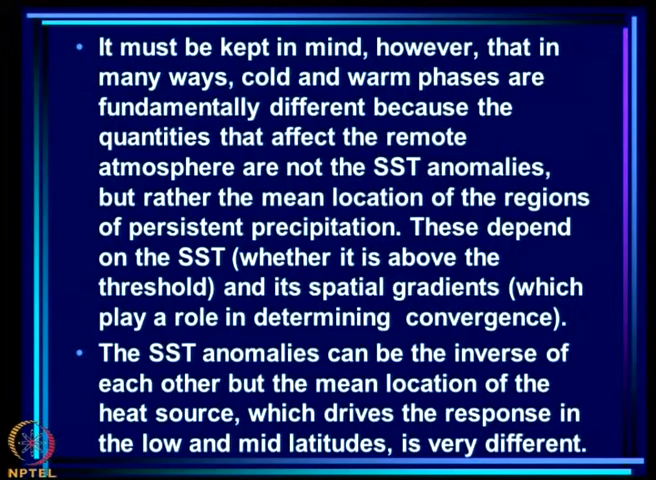 • It must be kept in mind, however, that in
many ways, cold and warm phases are
fundamentally different because the
quantities that affect the remote
atmosphere are not the SST anomalies,
but rather the mean location of the regions
of persistent precipitation. These depend
on the SST (whether it is above the
threshold) and its spatial gradients (which
play a role in determining convergence).
• The SST anomalies can be the inverse of
each other but the mean location of the
heat source, which drives the response in
the low and mid latitudes, is very different.
NPTEL